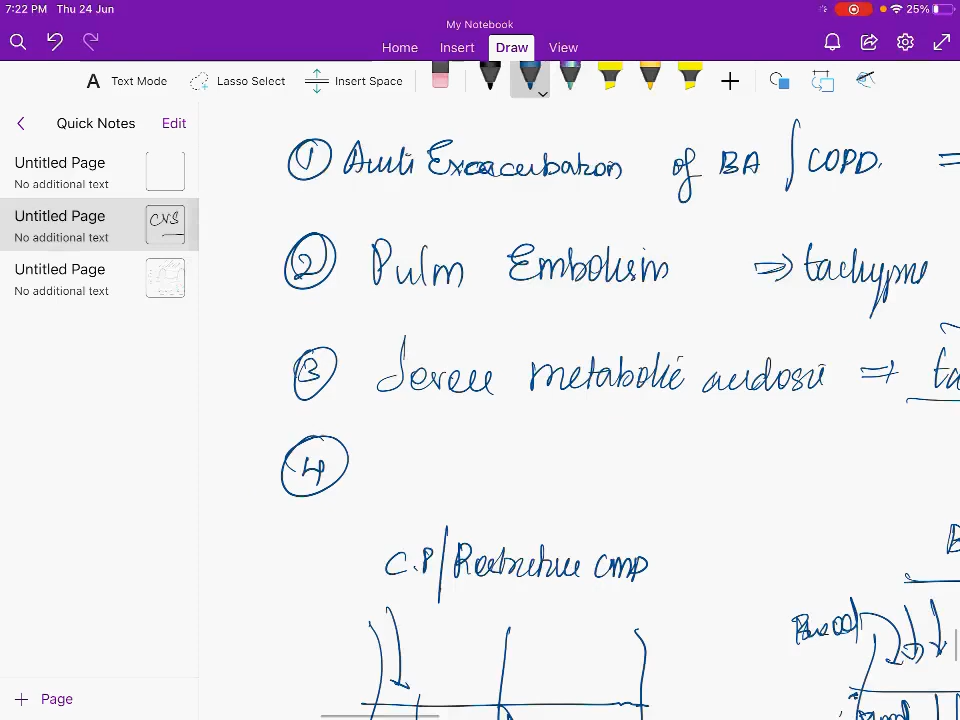 7:22 PM Thu 24 Jun
25%
My Notebook
Home Insert Draw View
Text Mode Lasso Select Insert Space
Quick Notes Edit
Untitled Page
No additional text
Untitled Page
No additional text
CNS
Untitled Page
No additional text
Page
① Exacerbation of BA / COPD. =
② Pulm Embolism ⇒ tachypne
③ Severe metabolic acidosis ⇒ ta
④
C.P/Restrictive CMP
B